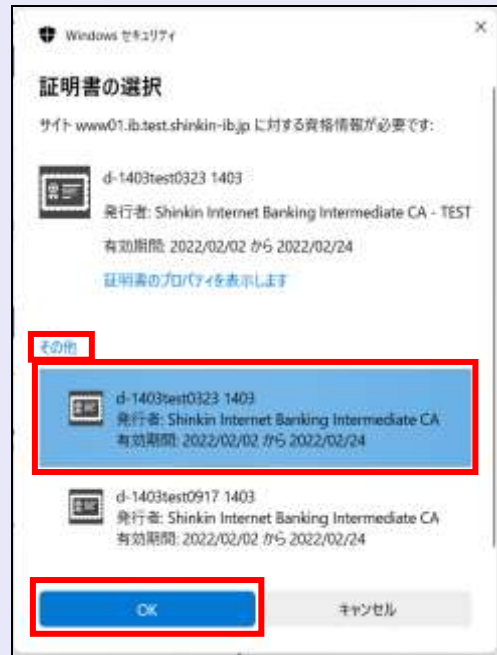 Windows セキュリティ
証明書の選択
サイト www01.ib.test.shinkin-ib.jp に対する資格情報が必要です:
d-1403test0323 1403
発行者: Shinkin Internet Banking Intermediate CA - TEST
有効期間: 2022/02/02 から 2022/02/24
証明書のプロパティを表示します
その他
d-1403test0323 1403
発行者: Shinkin Internet Banking Intermediate CA
有効期間: 2022/02/02 から 2022/02/24
d-1403test0917 1403
発行者: Shinkin Internet Banking Intermediate CA
有効期間: 2022/02/02 から 2022/02/24
OK
キャンセル